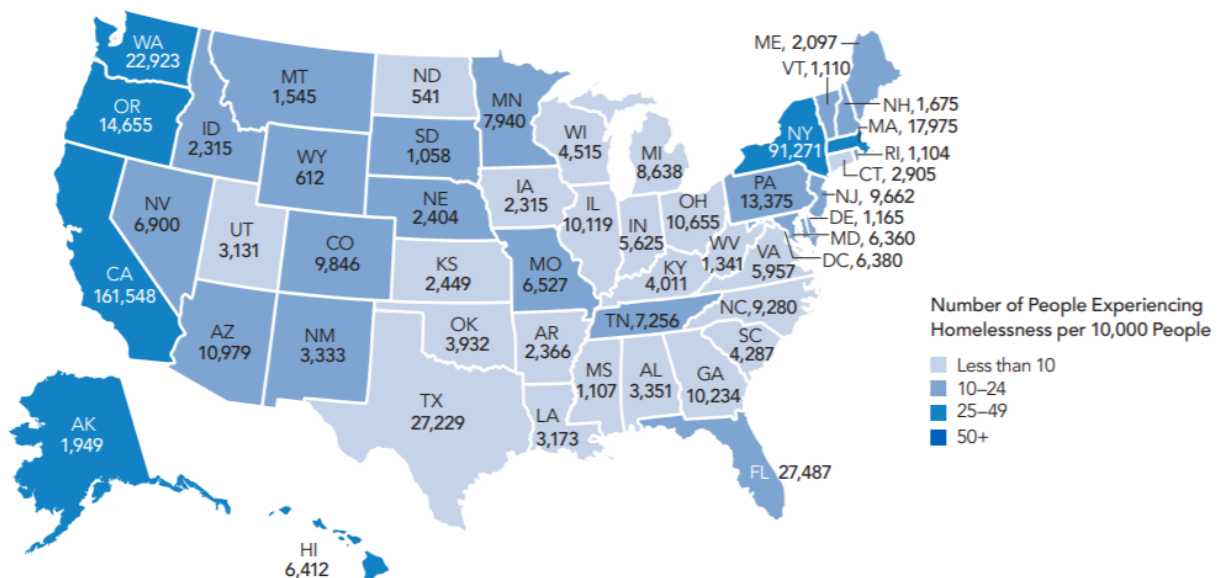 WA
22,923
OR
14,655
CA
161,548
NV
6,900
ID
2,315
MT
1,545
WY
612
UT
3,131
AZ
10,979
CO
9,846
NM
3,333
ND
541
SD
1,058
NE
2,404
KS
2,449
OK
3,932
TX
27,229
MN
7,940
IA
2,315
MO
6,527
AR
2,366
LA
3,173
WI
4,515
IL
10,119
MI
8,638
IN
5,625
OH
10,655
KY
4,011
TN, 7,256
MS
1,107
AL
3,351
GA
10,234
FL 27,487
SC
4,287
NC, 9,280
VA
5,957
WV
1,341
PA
13,375
NY
91,271
ME, 2,097
VT, 1,110
NH, 1,675
MA, 17,975
RI, 1,104
CT, 2,905
NJ, 9,662
DE, 1,165
MD, 6,360
DC, 6,380
AK
1,949
HI
6,412
Number of People Experiencing
Homelessness per 10,000 People
Less than 10
10–24
25–49
50+